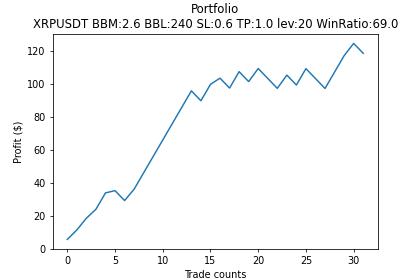 Portfolio
XRPUSDT BBM:2.6 BBL:240 SL:0.6 TP:1.0 lev:20 WinRatio:69.0
120
100
80
60
40
20
0
Profit ($)
0 5 10 15 20 25 30
Trade counts